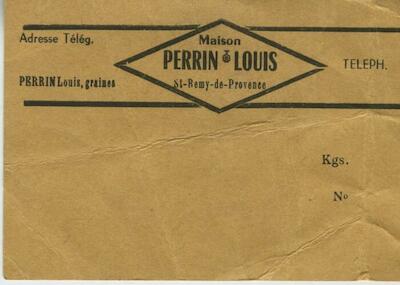 Adresse Télég.
Maison
PERRIN LOUIS
TELEPH.
PERRIN Louis, graines
St-Remy-de-Provence
Kgs.
No